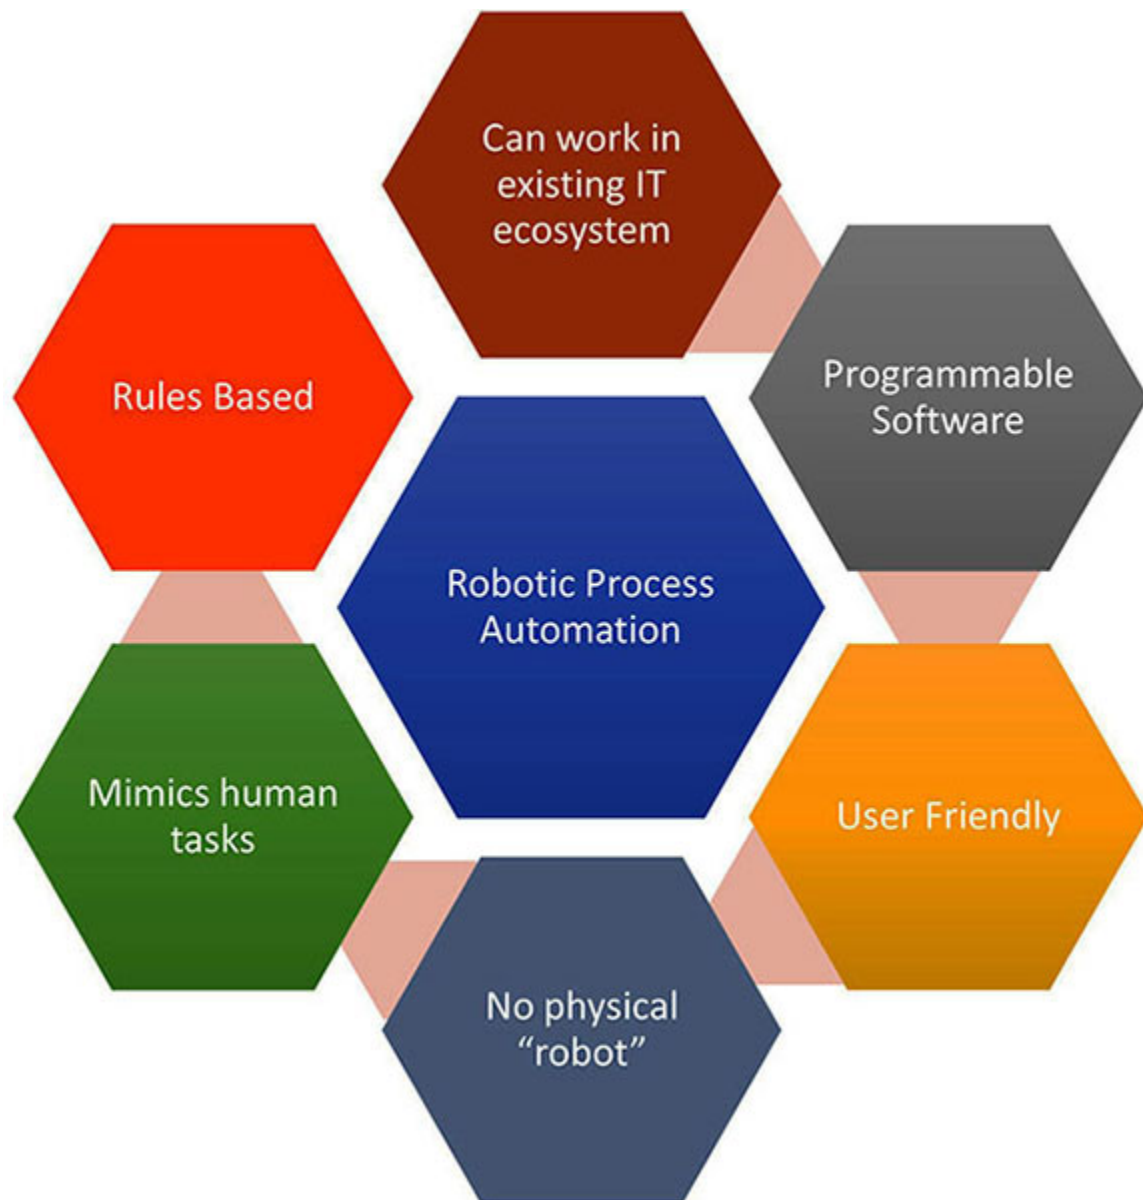 Can work in
existing IT
ecosystem
Programmable
Software
User Friendly
No physical
“robot”
Mimics human
tasks
Rules Based
Robotic Process
Automation